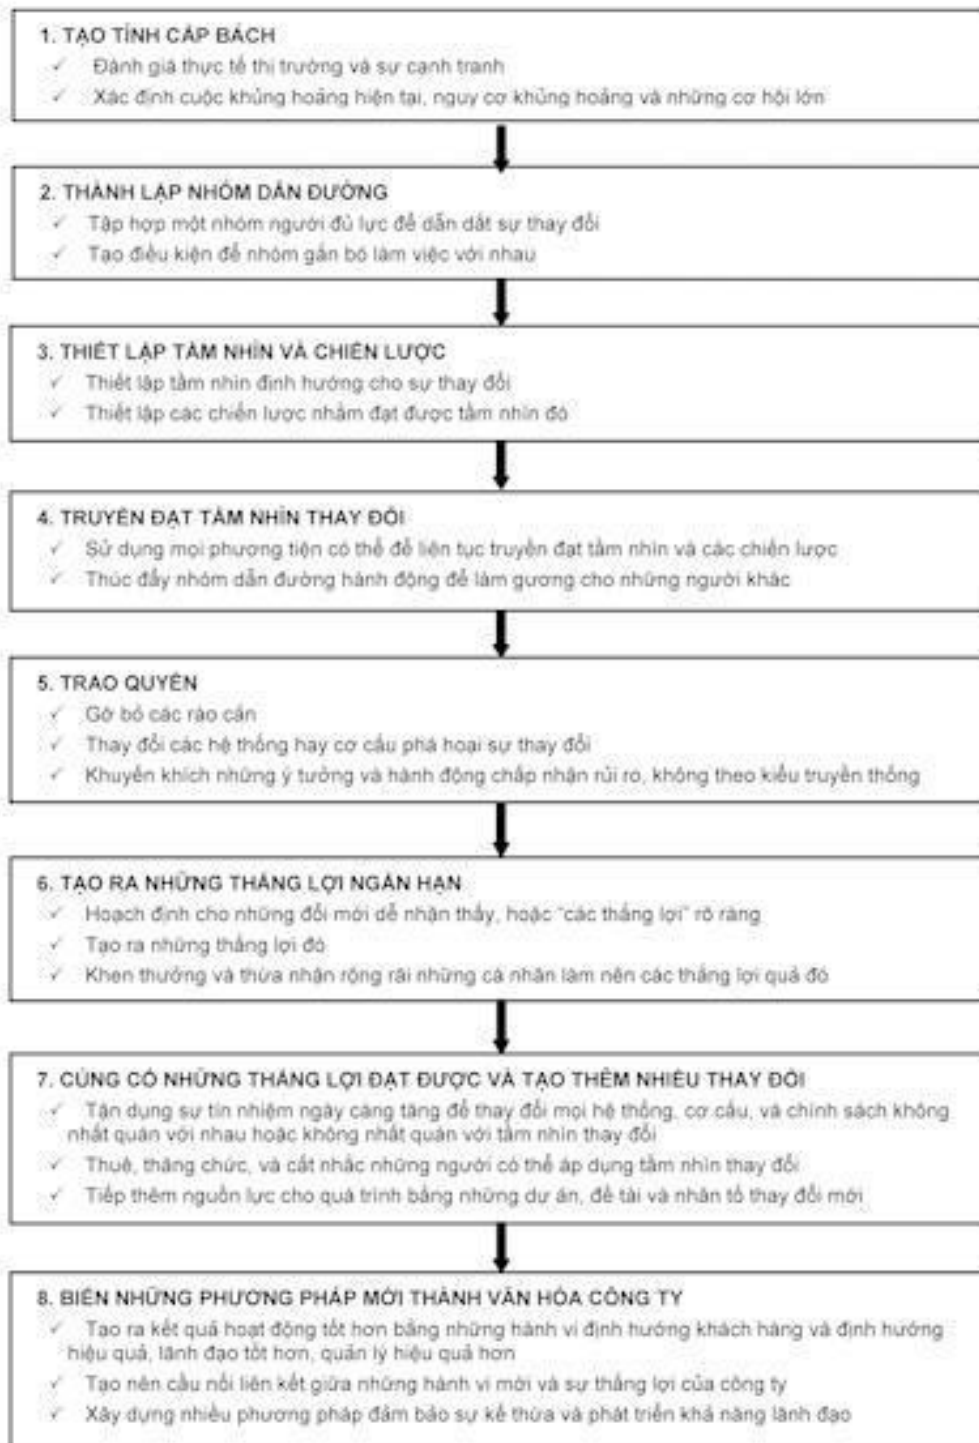 1. TẠO TÍNH CẤP BÁCH
✓ Đánh giá thực tế thị trường và sự cạnh tranh
✓ Xác định cuộc khủng hoảng hiện tại, nguy cơ khủng hoảng và những cơ hội lớn
2. THÀNH LẬP NHÓM DẪN ĐƯỜNG
✓ Tập hợp một nhóm người đủ lực để dẫn dắt sự thay đổi
✓ Tạo điều kiện để nhóm gắn bó làm việc với nhau
3. THIẾT LẬP TẦM NHÌN VÀ CHIẾN LƯỢC
✓ Thiết lập tầm nhìn định hướng cho sự thay đổi
✓ Thiết lập các chiến lược nhằm đạt được tầm nhìn đó
4. TRUYỀN ĐẠT TẦM NHÌN THAY ĐỔI
✓ Sử dụng mọi phương tiện có thể để liên tục truyền đạt tầm nhìn và các chiến lược
✓ Thúc đẩy nhóm dẫn đường hành động để làm gương cho những người khác
5. TRAO QUYỀN
✓ Gỡ bỏ các rào cản
✓ Thay đổi các hệ thống hay cơ cấu phá hoại sự thay đổi
✓ Khuyến khích những ý tưởng và hành động chấp nhận rủi ro, không theo kiểu truyền thống
6. TẠO RA NHỮNG THẮNG LỢI NGẮN HẠN
✓ Hoạch định cho những đổi mới dễ nhận thấy, hoặc "các thắng lợi" rõ ràng
✓ Tạo ra những thắng lợi đó
✓ Khen thưởng và thừa nhận rộng rãi những cá nhân làm nên các thắng lợi quả đó
7. CỦNG CỐ NHỮNG THẮNG LỢI ĐẠT ĐƯỢC VÀ TẠO THÊM NHIỀU THAY ĐỔI
✓ Tận dụng sự tín nhiệm ngày càng tăng để thay đổi mọi hệ thống, cơ cấu, và chính sách không
nhất quán với nhau hoặc không nhất quán với tầm nhìn thay đổi
✓ Thuê, thăng chức, và cất nhắc những người có thể áp dụng tầm nhìn thay đổi
✓ Tiếp thêm nguồn lực cho quá trình bằng những dự án, đề tài và nhân tố thay đổi mới
8. BIẾN NHỮNG PHƯƠNG PHÁP MỚI THÀNH VĂN HÓA CÔNG TY
✓ Tạo ra kết quả hoạt động tốt hơn bằng những hành vi định hướng khách hàng và định hướng
hiệu quả, lãnh đạo tốt hơn, quản lý hiệu quả hơn
✓ Tạo nên cầu nối liên kết giữa những hành vi mới và sự thắng lợi của công ty
✓ Xây dựng nhiều phương pháp đảm bảo sự kế thừa và phát triển khả năng lãnh đạo